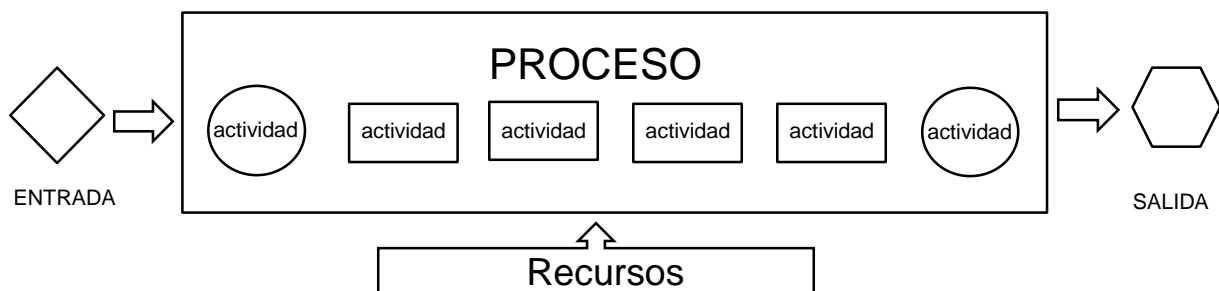 PROCESO
actividad
actividad
actividad
actividad
actividad
actividad
ENTRADA
SALIDA
Recursos